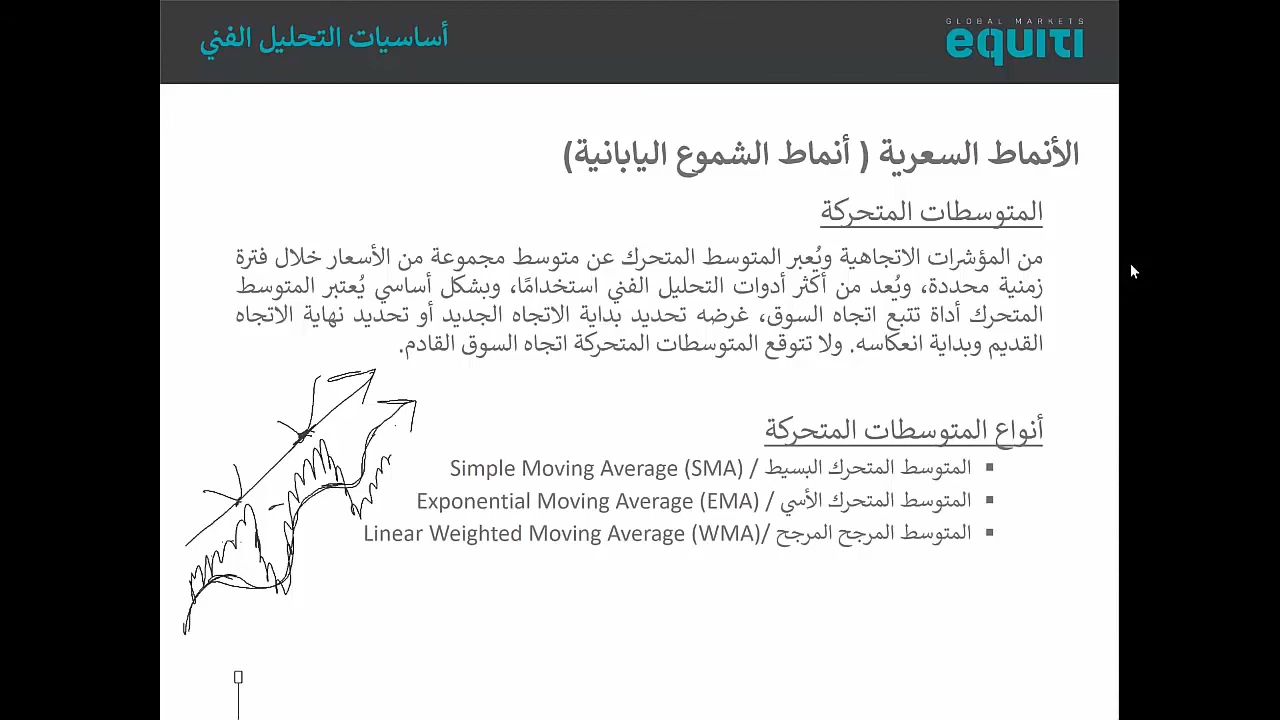 أساسيات التحليل الفني
GLOBAL MARKETS
equiti
الأنماط السعرية ( أنماط الشموع اليابانية)
المتوسطات المتحركة
من المؤشرات الاتجاهية ويُعبر المتوسط المتحرك عن متوسط مجموعة من الأسعار خلال فترة
زمنية محددة، ويُعد من أكثر أدوات التحليل الفني استخدامًا، وبشكل أساسي يُعتبر المتوسط
المتحرك أداة تتبع اتجاه السوق، غرضه تحديد بداية الاتجاه الجديد أو تحديد نهاية الاتجاه
القديم وبداية انعكاسه. ولا تتوقع المتوسطات المتحركة اتجاه السوق القادم.
أنواع المتوسطات المتحركة
▪ المتوسط المتحرك البسيط / Simple Moving Average (SMA)
▪ المتوسط المتحرك الأسي / Exponential Moving Average (EMA)
▪ المتوسط المرجح المرجح /Linear Weighted Moving Average (WMA)